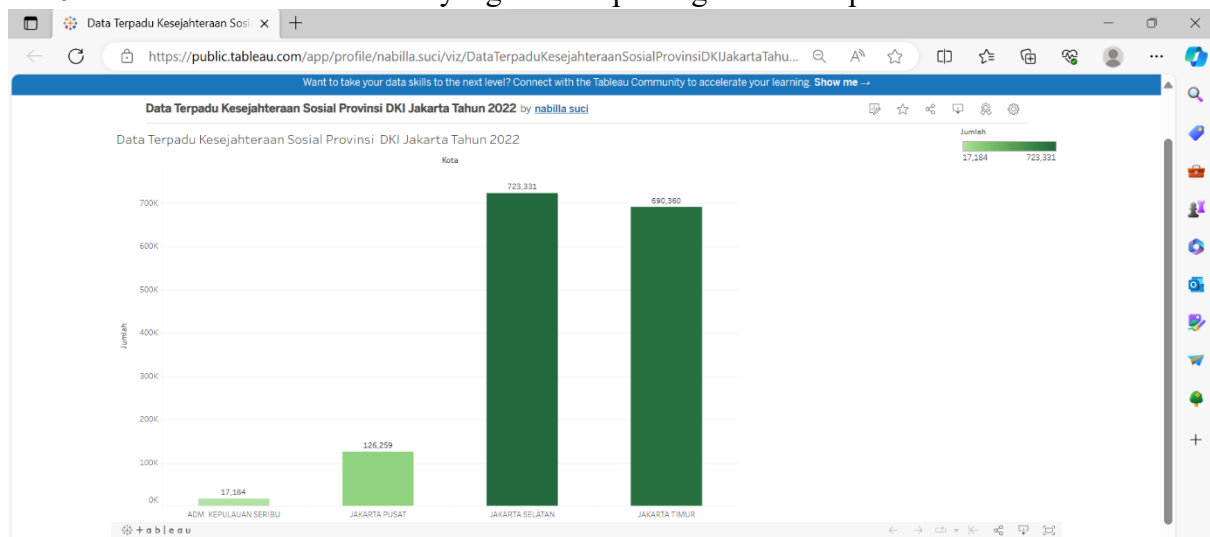 Data Terpadu Kesejahteraan Sosi
https://public.tableau.com/app/profile/nabilla.suci/viz/DataTerpaduKesejahteraanSosialProvinsiDKIJakartaTahu...
Want to take your data skills to the next level? Connect with the Tableau Community to accelerate your learning. Show me →
Data Terpadu Kesejahteraan Sosial Provinsi DKI Jakarta Tahun 2022 by nabilla suci
Data Terpadu Kesejahteraan Sosial Provinsi DKI Jakarta Tahun 2022
Jumlah
17,184 723,331
Kota
723,331
690,360
700K
600K
500K
400K
Jumlah
300K
200K
126,259
100K
17,184
0K
ADM. KEPULAUAN SERIBU JAKARTA PUSAT JAKARTA SELATAN JAKARTA TIMUR
+ a b | e a u